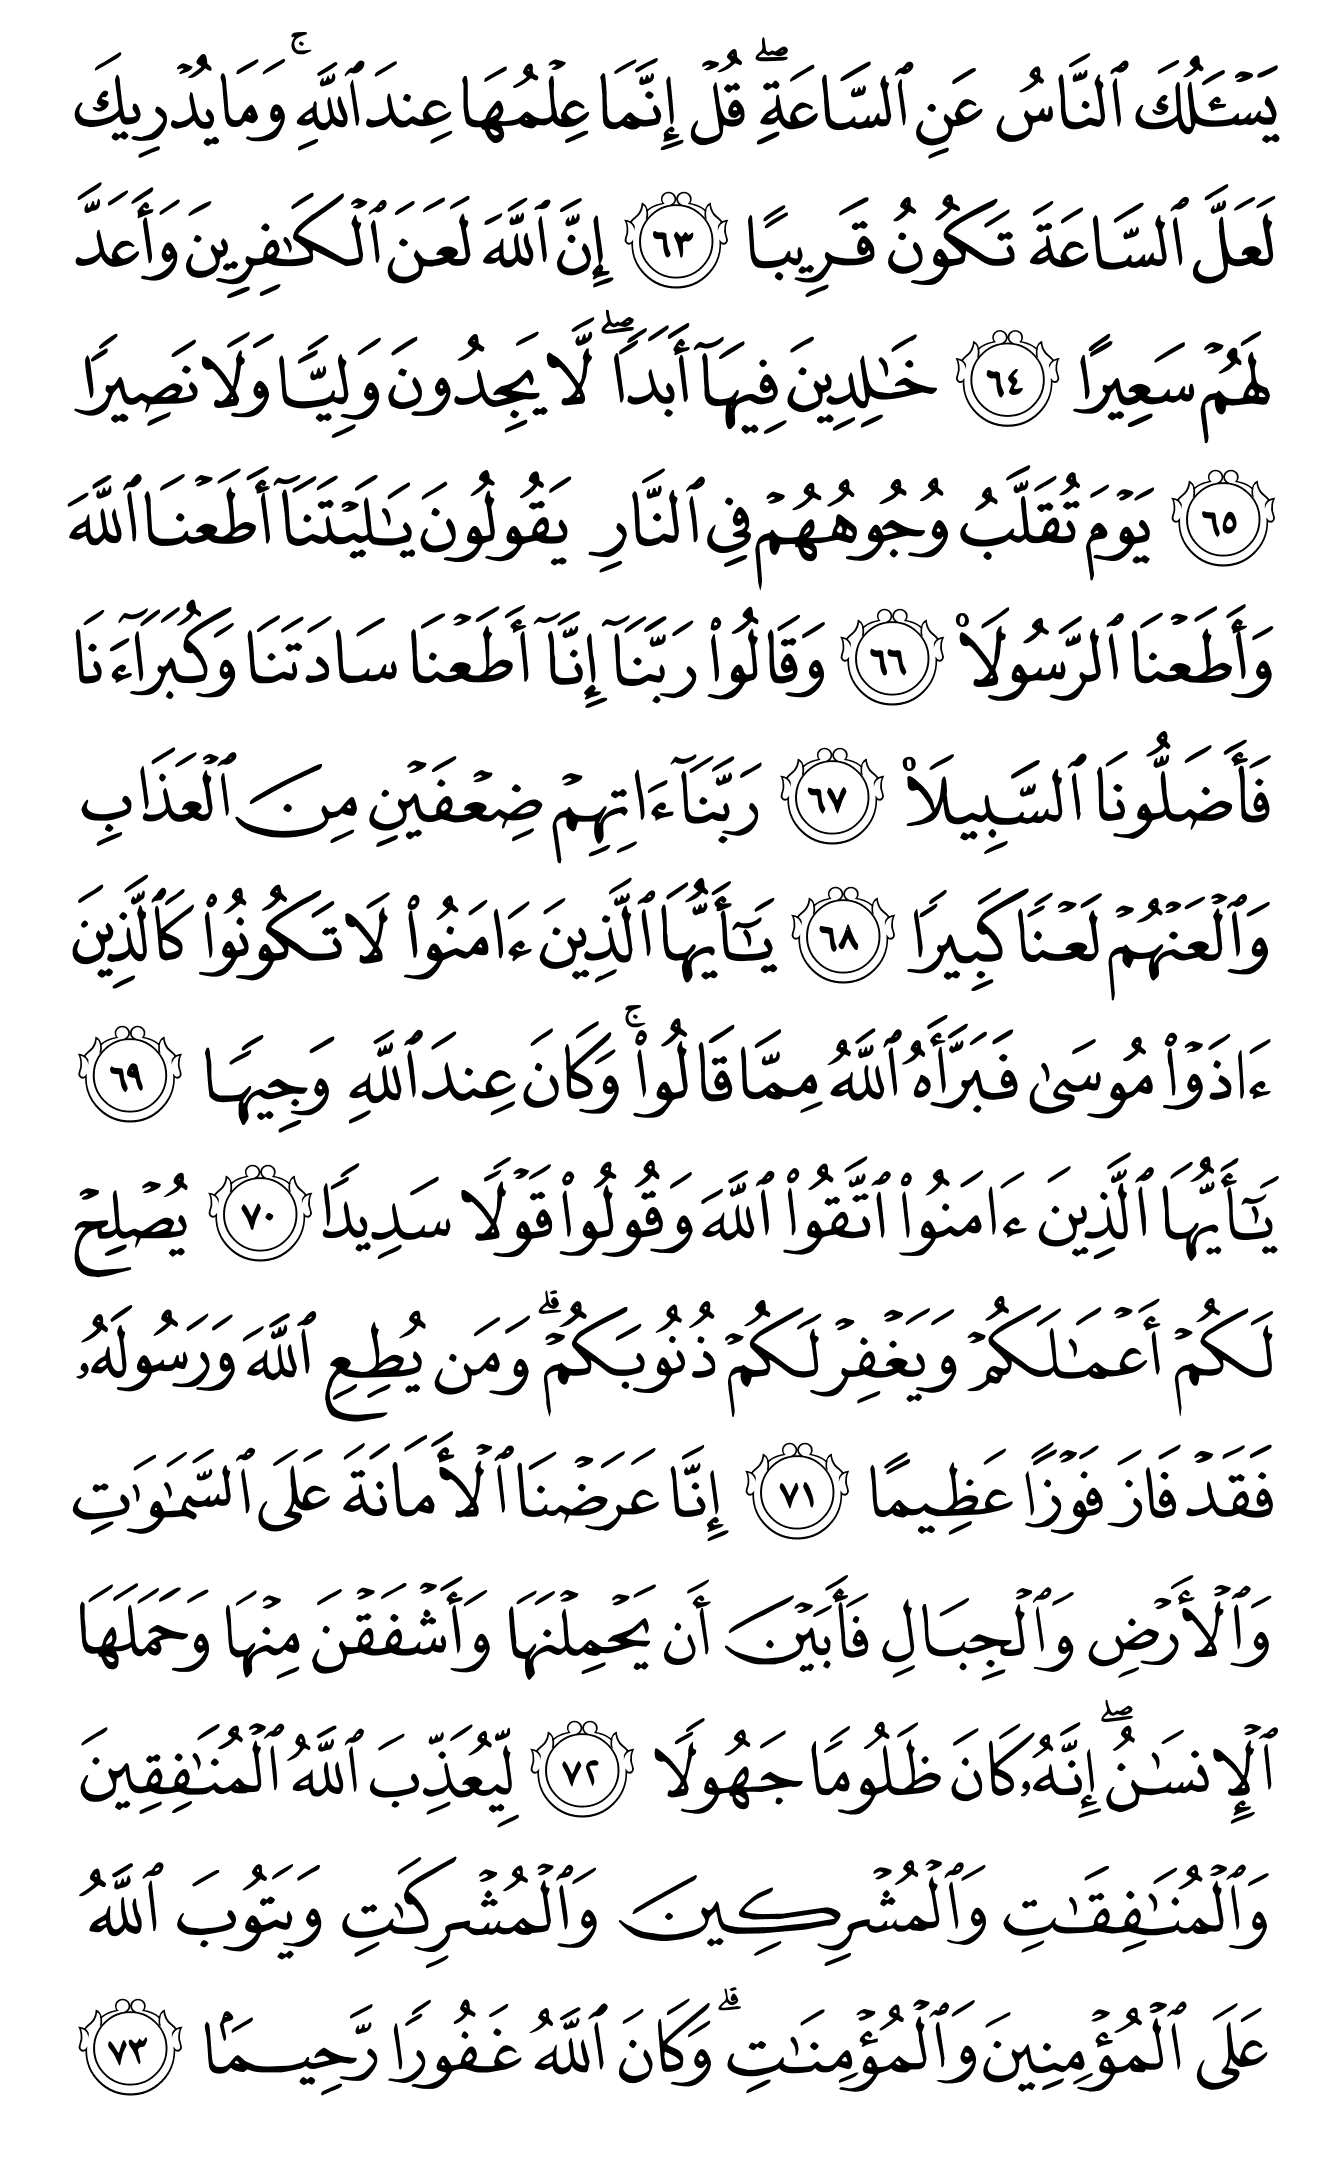 يَسْـَٔلُكَ ٱلنَّاسُ عَنِ ٱلسَّاعَةِۖ قُلْ إِنَّمَا عِلْمُهَا عِندَ ٱللَّهِۚ وَمَا يُدْرِيكَ
لَعَلَّ ٱلسَّاعَةَ تَكُونُ قَرِيبًا ٦٣ إِنَّ ٱللَّهَ لَعَنَ ٱلْكَـٰفِرِينَ وَأَعَدَّ
لَهُمْ سَعِيرًا ٦٤ خَـٰلِدِينَ فِيهَآ أَبَدًاۖ لَّا يَجِدُونَ وَلِيًّا وَلَا نَصِيرًا
٦٥ يَوْمَ تُقَلَّبُ وُجُوهُهُمْ فِى ٱلنَّارِ يَقُولُونَ يَـٰلَيْتَنَآ أَطَعْنَا ٱللَّهَ
وَأَطَعْنَا ٱلرَّسُولَا۠ ٦٦ وَقَالُوا۟ رَبَّنَآ إِنَّآ أَطَعْنَا سَادَتَنَا وَكُبَرَآءَنَا
فَأَضَلُّونَا ٱلسَّبِيلَا۠ ٦٧ رَبَّنَآ ءَاتِهِمْ ضِعْفَيْنِ مِنَ ٱلْعَذَابِ
وَٱلْعَنْهُمْ لَعْنًا كَبِيرًا ٦٨ يَـٰٓأَيُّهَا ٱلَّذِينَ ءَامَنُوا۟ لَا تَكُونُوا۟ كَٱلَّذِينَ
ءَاذَوْا۟ مُوسَىٰ فَبَرَّأَهُ ٱللَّهُ مِمَّا قَالُوا۟ۚ وَكَانَ عِندَ ٱللَّهِ وَجِيهًا ٦٩
يَـٰٓأَيُّهَا ٱلَّذِينَ ءَامَنُوا۟ ٱتَّقُوا۟ ٱللَّهَ وَقُولُوا۟ قَوْلًا سَدِيدًا ٧٠ يُصْلِحْ
لَكُمْ أَعْمَـٰلَكُمْ وَيَغْفِرْ لَكُمْ ذُنُوبَكُمْۗ وَمَن يُطِعِ ٱللَّهَ وَرَسُولَهُۥ
فَقَدْ فَازَ فَوْزًا عَظِيمًا ٧١ إِنَّا عَرَضْنَا ٱلْأَمَانَةَ عَلَى ٱلسَّمَـٰوَٰتِ
وَٱلْأَرْضِ وَٱلْجِبَالِ فَأَبَيْنَ أَن يَحْمِلْنَهَا وَأَشْفَقْنَ مِنْهَا وَحَمَلَهَا
ٱلْإِنسَـٰنُۖ إِنَّهُۥ كَانَ ظَلُومًا جَهُولًا ٧٢ لِّيُعَذِّبَ ٱللَّهُ ٱلْمُنَـٰفِقِينَ
وَٱلْمُنَـٰفِقَـٰتِ وَٱلْمُشْرِكِينَ وَٱلْمُشْرِكَـٰتِ وَيَتُوبَ ٱللَّهُ
عَلَى ٱلْمُؤْمِنِينَ وَٱلْمُؤْمِنَـٰتِۗ وَكَانَ ٱللَّهُ غَفُورًا رَّحِيمًۢا ٧٣